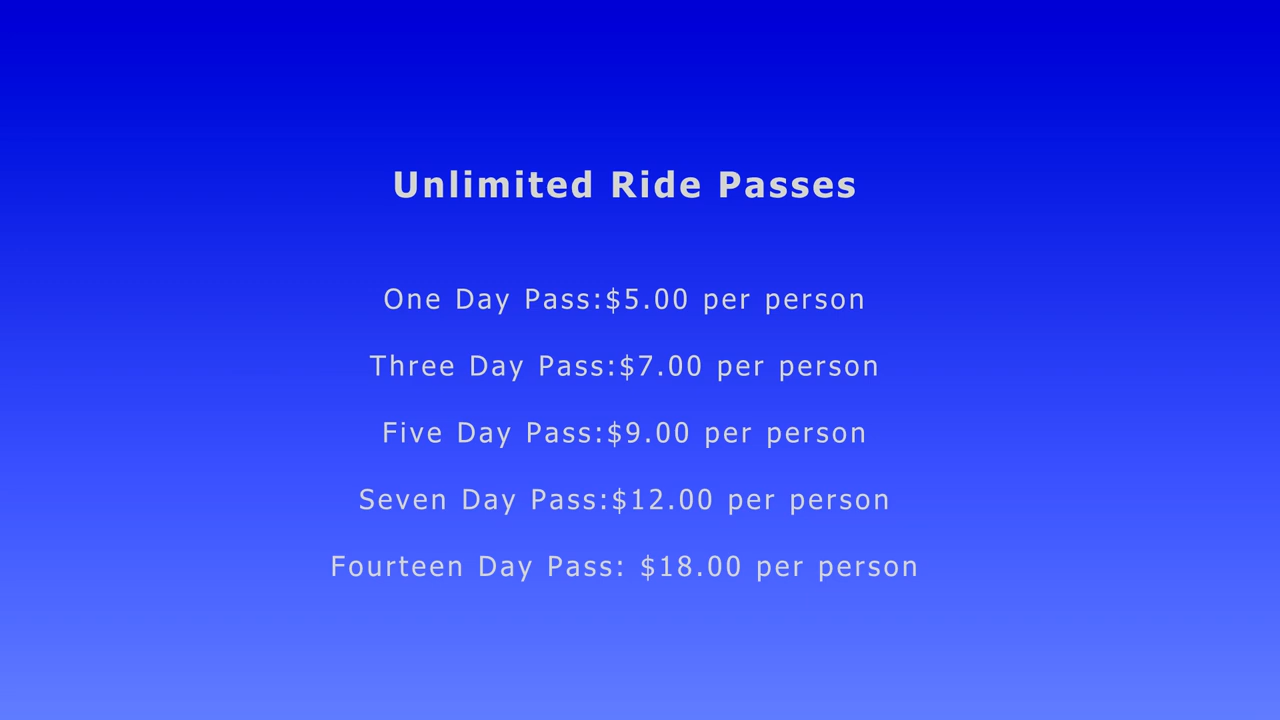 Unlimited Ride Passes
One Day Pass:$5.00 per person
Three Day Pass:$7.00 per person
Five Day Pass:$9.00 per person
Seven Day Pass:$12.00 per person
Fourteen Day Pass: $18.00 per person